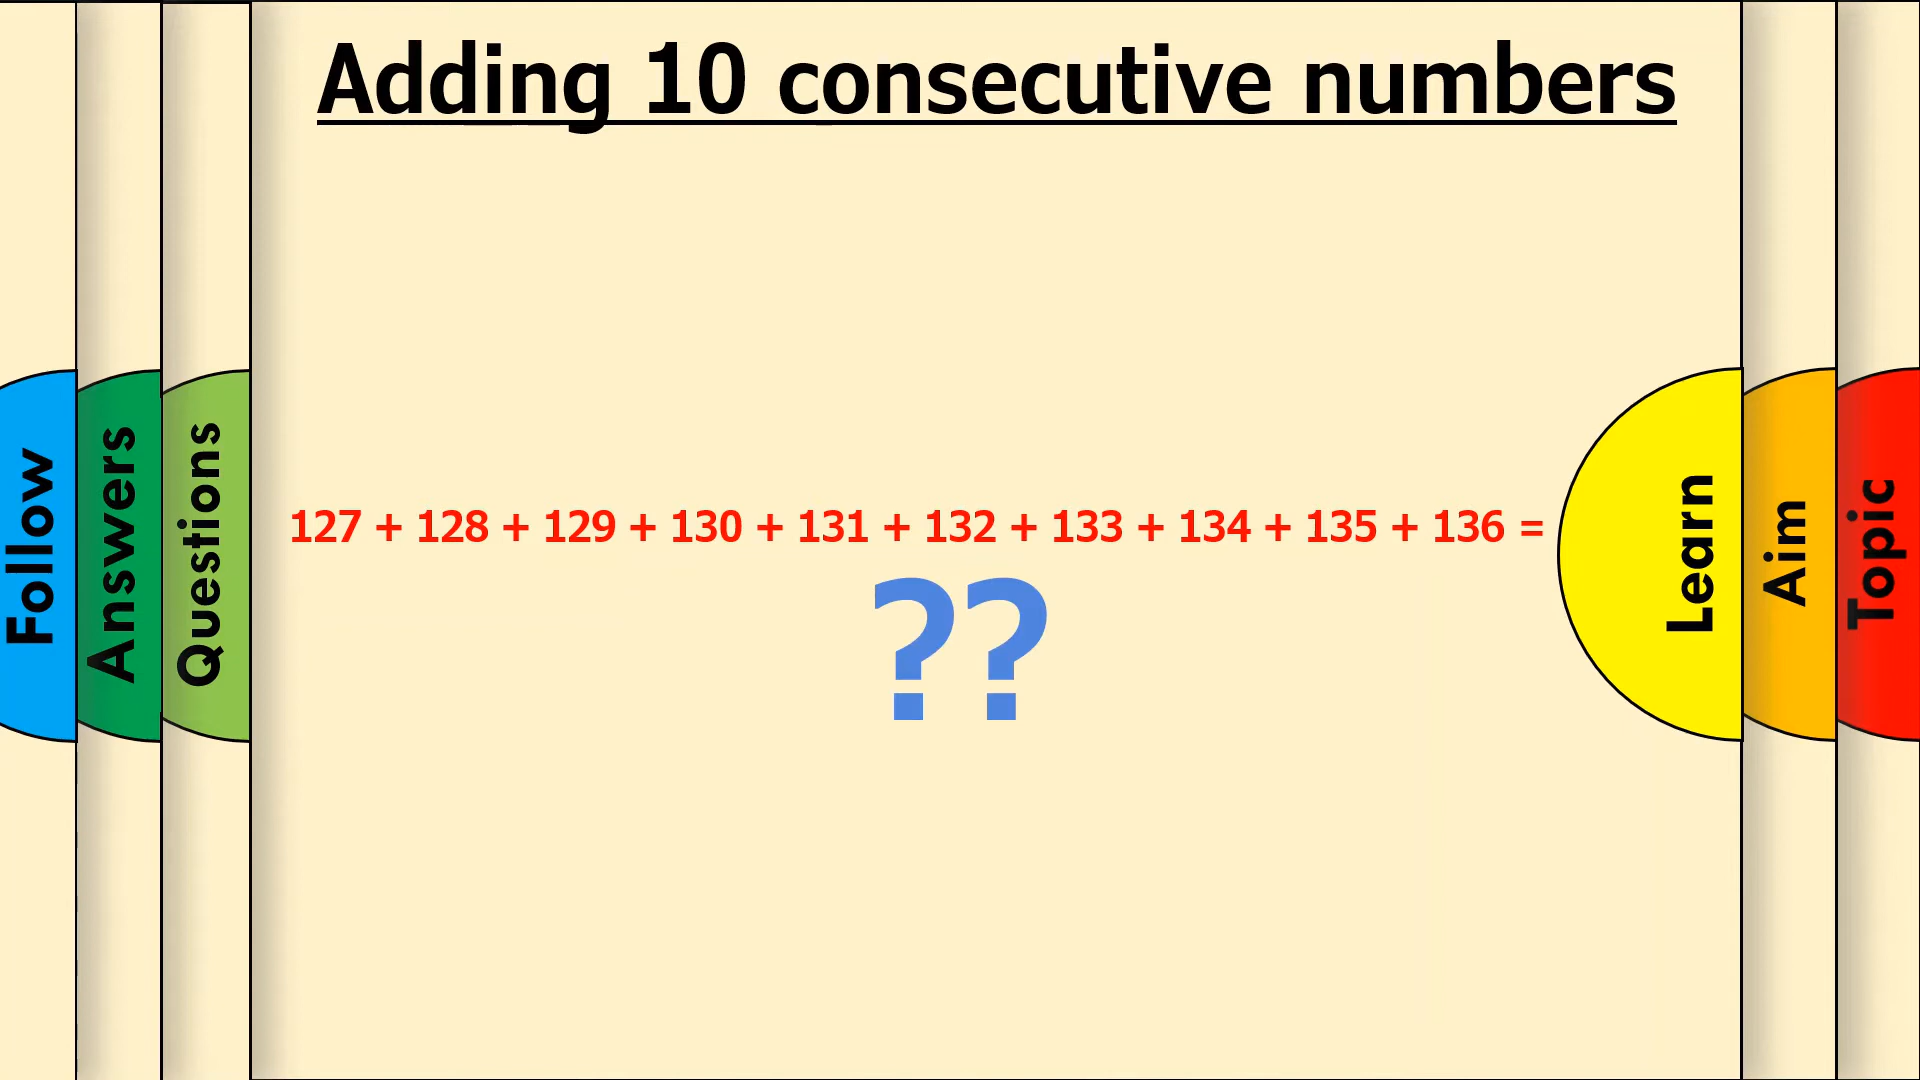 Adding 10 consecutive numbers
Follow
Answers
Questions
127 + 128 + 129 + 130 + 131 + 132 + 133 + 134 + 135 + 136 =
??
Learn
Aim
Topic